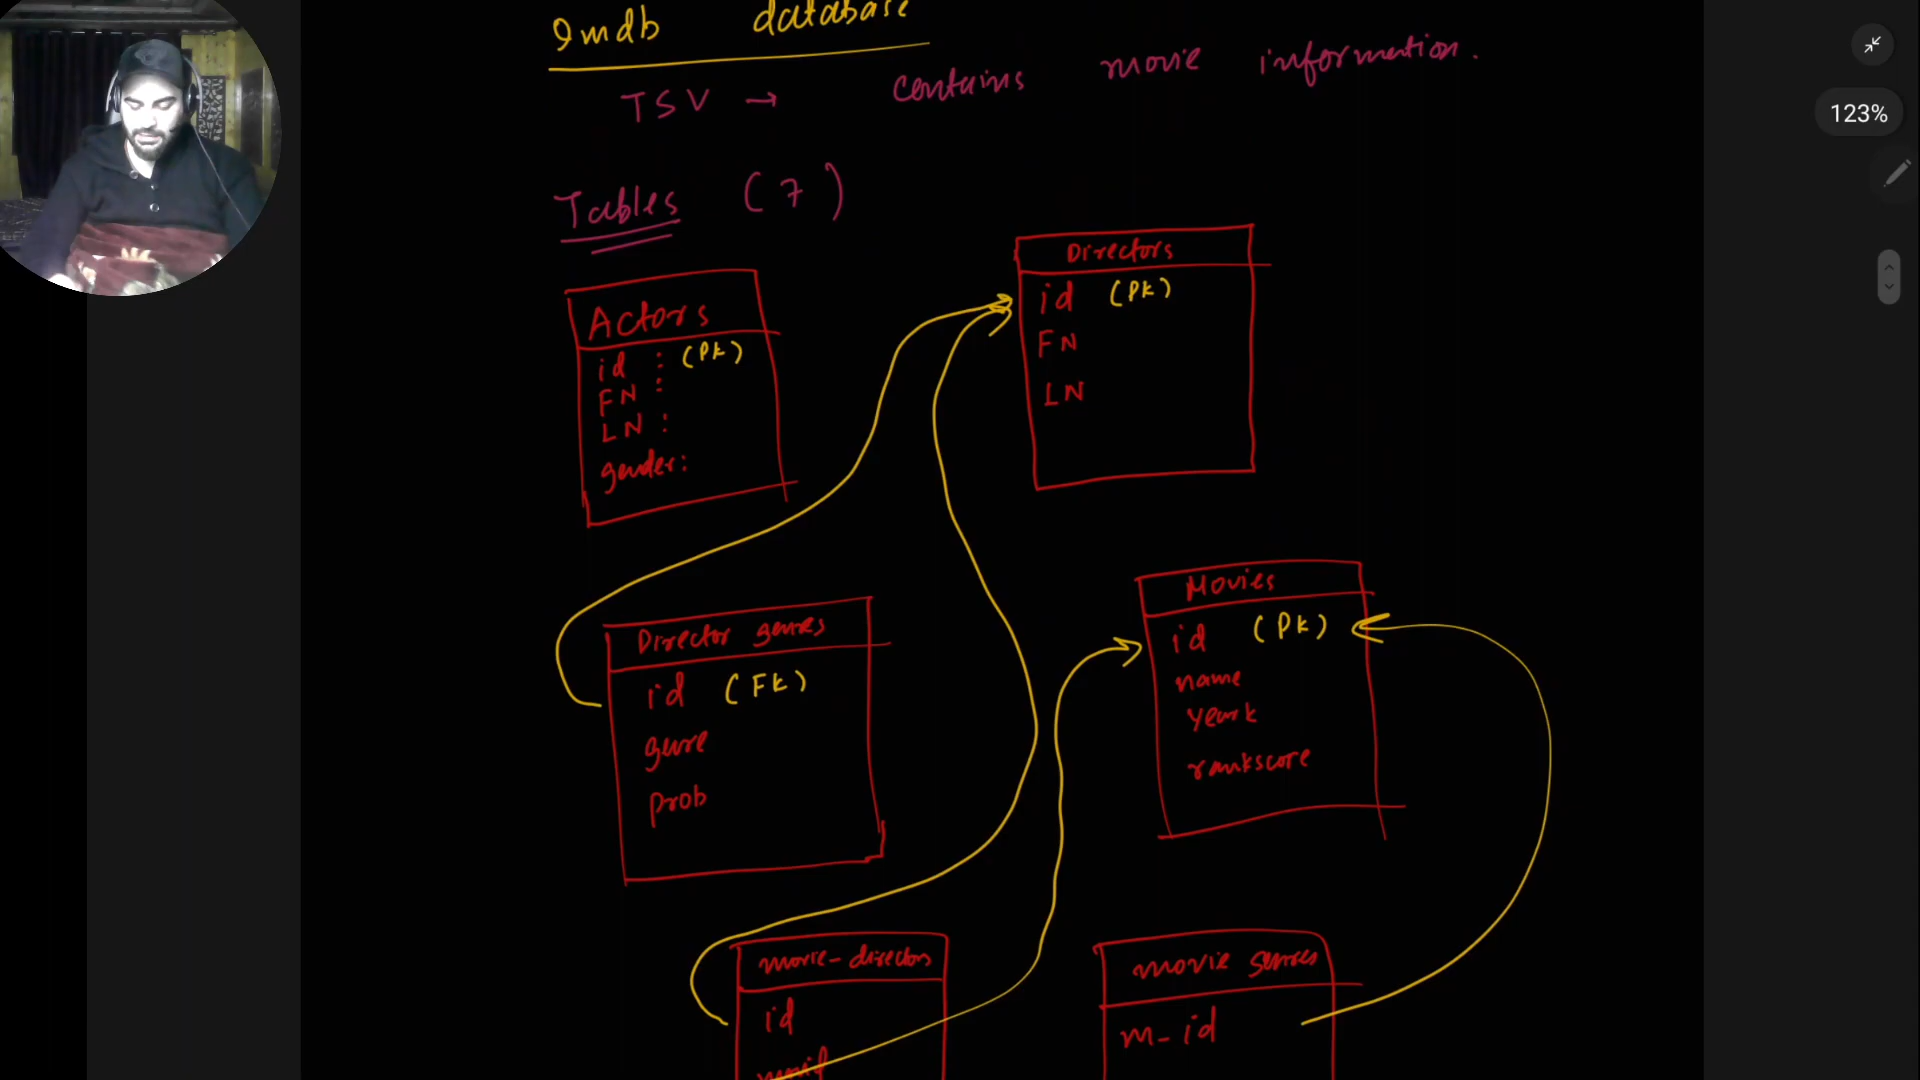 Imdb database
TSV → contains movie information.
Tables (7)
Directors
id (PK)
FN
LN
Actors
id : (PK)
FN :
LN :
gender:
Movies
id (PK)
name
year
rankscore
Director genres
id (FK)
genre
prob
movie-directors
id
movie genres
m-id
123%